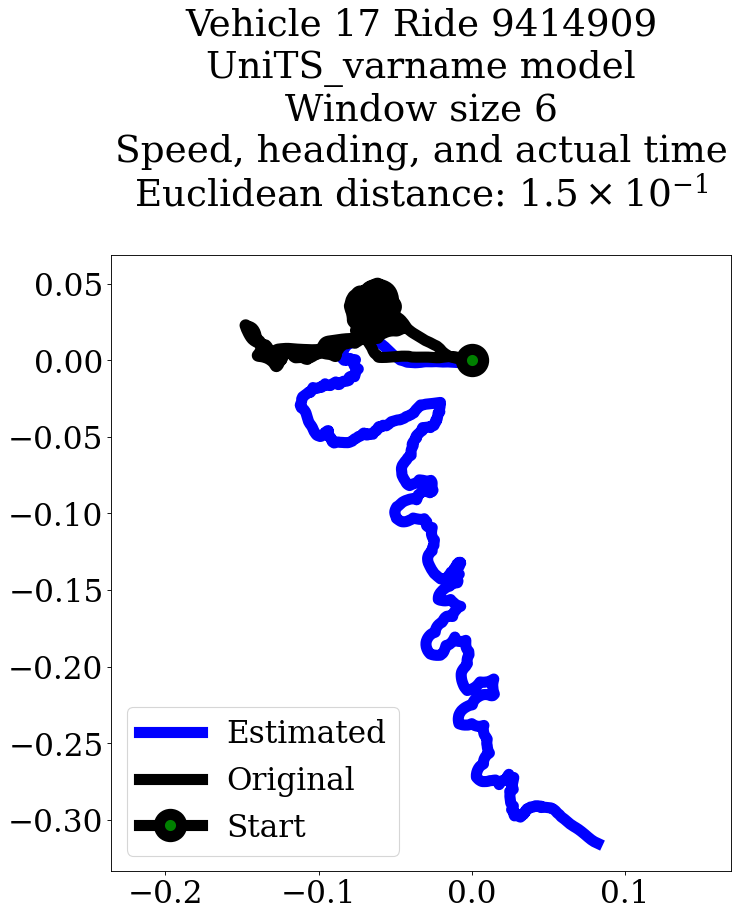 Vehicle 17 Ride 9414909
UniTS_varname model
Window size 6
Speed, heading, and actual time
Euclidean distance: 1.5 × 10⁻¹
0.05
0.00
−0.05
−0.10
−0.15
−0.20
−0.25
−0.30
Estimated
Original
Start
−0.2 −0.1 0.0 0.1